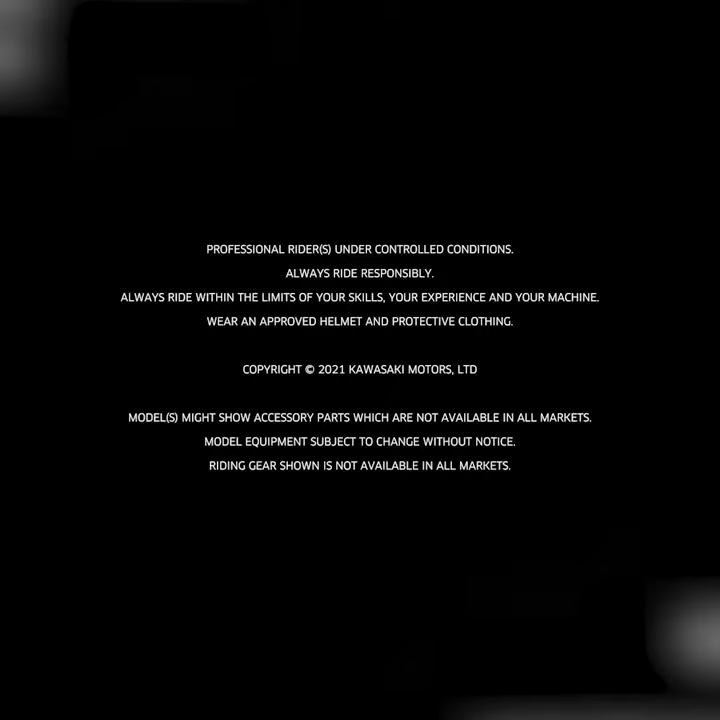 PROFESSIONAL RIDER(S) UNDER CONTROLLED CONDITIONS.
ALWAYS RIDE RESPONSIBLY.
ALWAYS RIDE WITHIN THE LIMITS OF YOUR SKILLS, YOUR EXPERIENCE AND YOUR MACHINE.
WEAR AN APPROVED HELMET AND PROTECTIVE CLOTHING.
COPYRIGHT © 2021 KAWASAKI MOTORS, LTD
MODEL(S) MIGHT SHOW ACCESSORY PARTS WHICH ARE NOT AVAILABLE IN ALL MARKETS.
MODEL EQUIPMENT SUBJECT TO CHANGE WITHOUT NOTICE.
RIDING GEAR SHOWN IS NOT AVAILABLE IN ALL MARKETS.